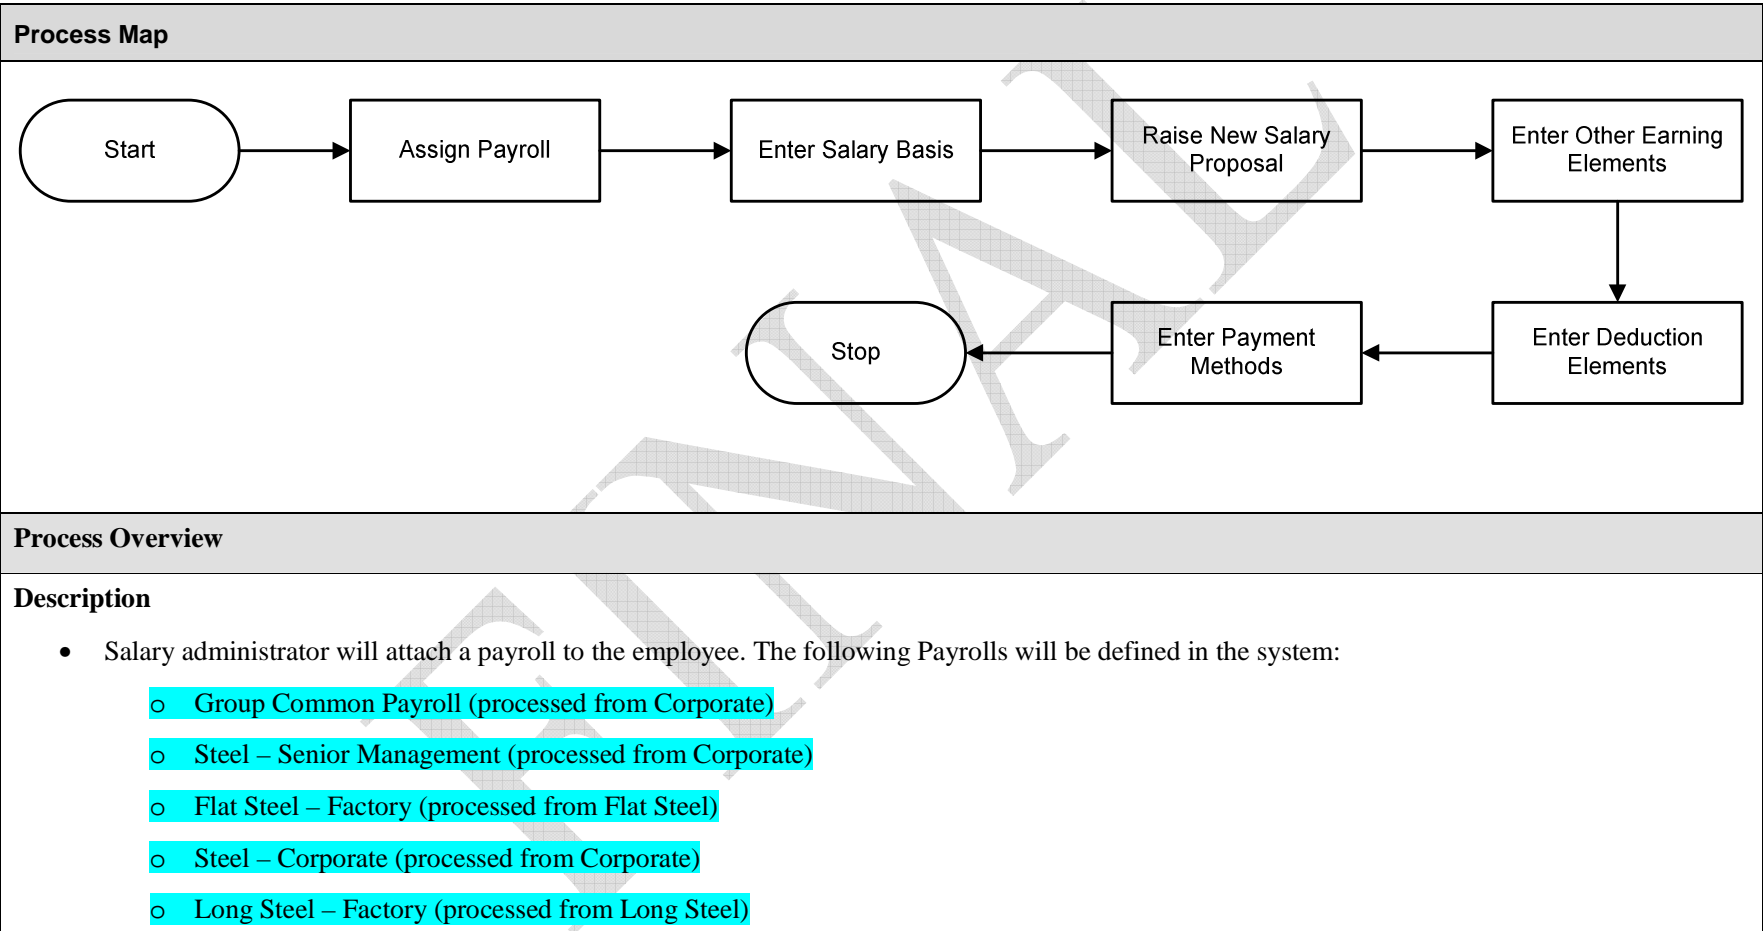 Process Map
Start
Assign Payroll
Enter Salary Basis
Raise New Salary
Proposal
Enter Other Earning
Elements
Stop
Enter Payment
Methods
Enter Deduction
Elements
FINAL
Process Overview
Description
• Salary administrator will attach a payroll to the employee. The following Payrolls will be defined in the system:
o Group Common Payroll (processed from Corporate)
o Steel – Senior Management (processed from Corporate)
o Flat Steel – Factory (processed from Flat Steel)
o Steel – Corporate (processed from Corporate)
o Long Steel – Factory (processed from Long Steel)